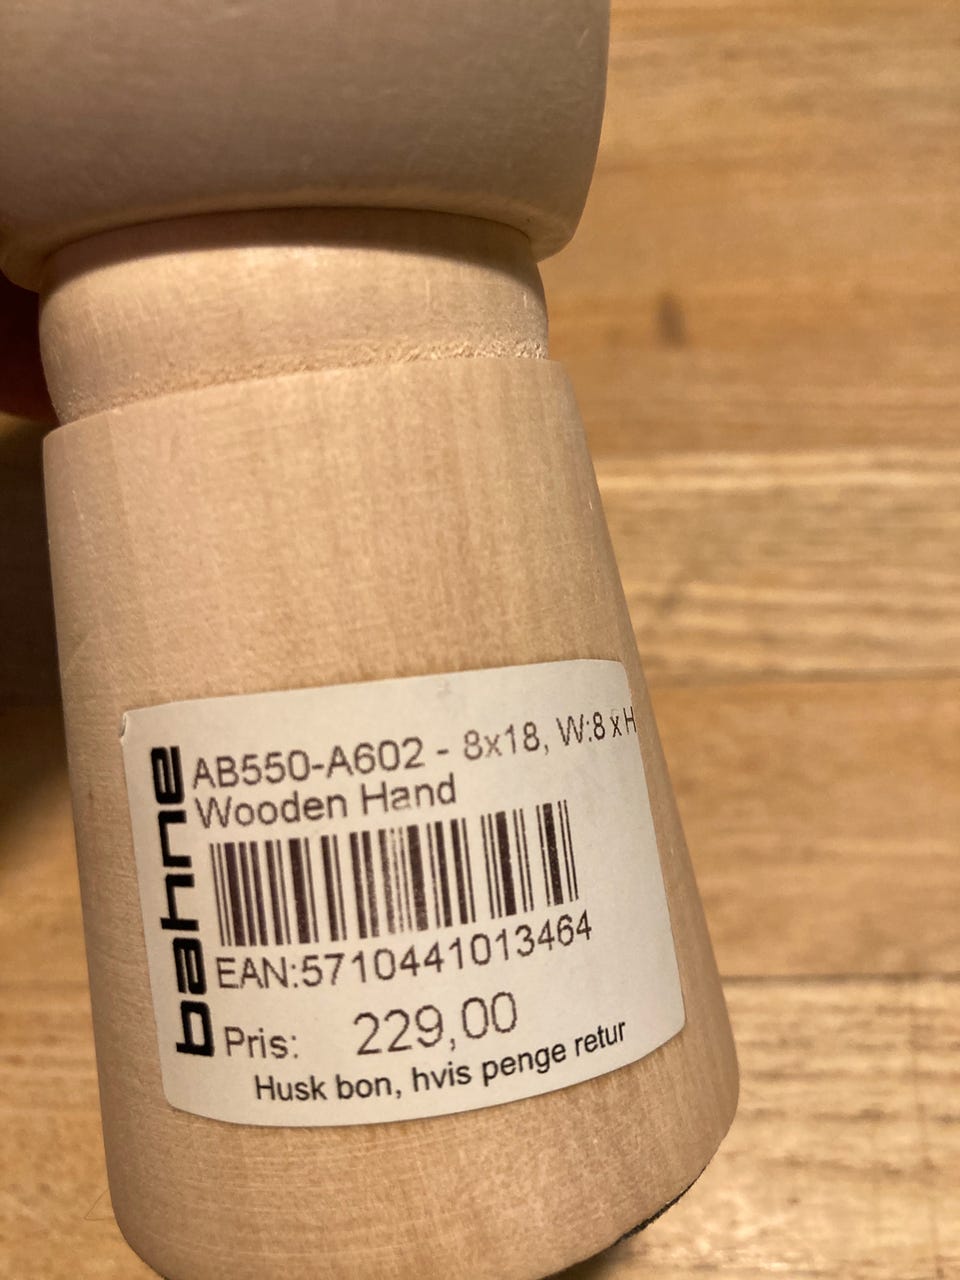 bahne
AB550-A602 - 8x18, W:8 x H
Wooden Hand
EAN:5710441013464
Pris: 229,00
Husk bon, hvis penge retur